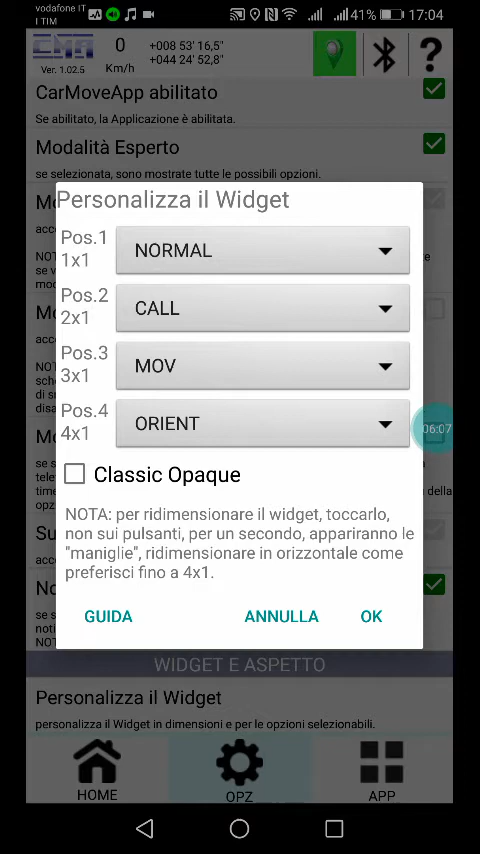 vodafone IT
I TIM
41%
17:04
CMA
Ver. 1.02.5
0
Km/h
+008 53' 16,5"
+044 24' 52,8"
?
CarMoveApp abilitato
Se abilitato, la Applicazione è abilitata.
Modalità Esperto
se selezionata, sono mostrate tutte le possibili opzioni.
Personalizza il Widget
Pos.1
1x1
NORMAL
Pos.2
2x1
CALL
Pos.3
3x1
MOV
Pos.4
4x1
ORIENT
06:07
Classic Opaque
NOTA: per ridimensionare il widget, toccarlo,
non sui pulsanti, per un secondo, appariranno le
"maniglie", ridimensionare in orizzontale come
preferisci fino a 4x1.
GUIDA
ANNULLA
OK
WIDGET E ASPETTO
Personalizza il Widget
personalizza il Widget in dimensioni e per le opzioni selezionabili.
HOME
OPZ
APP